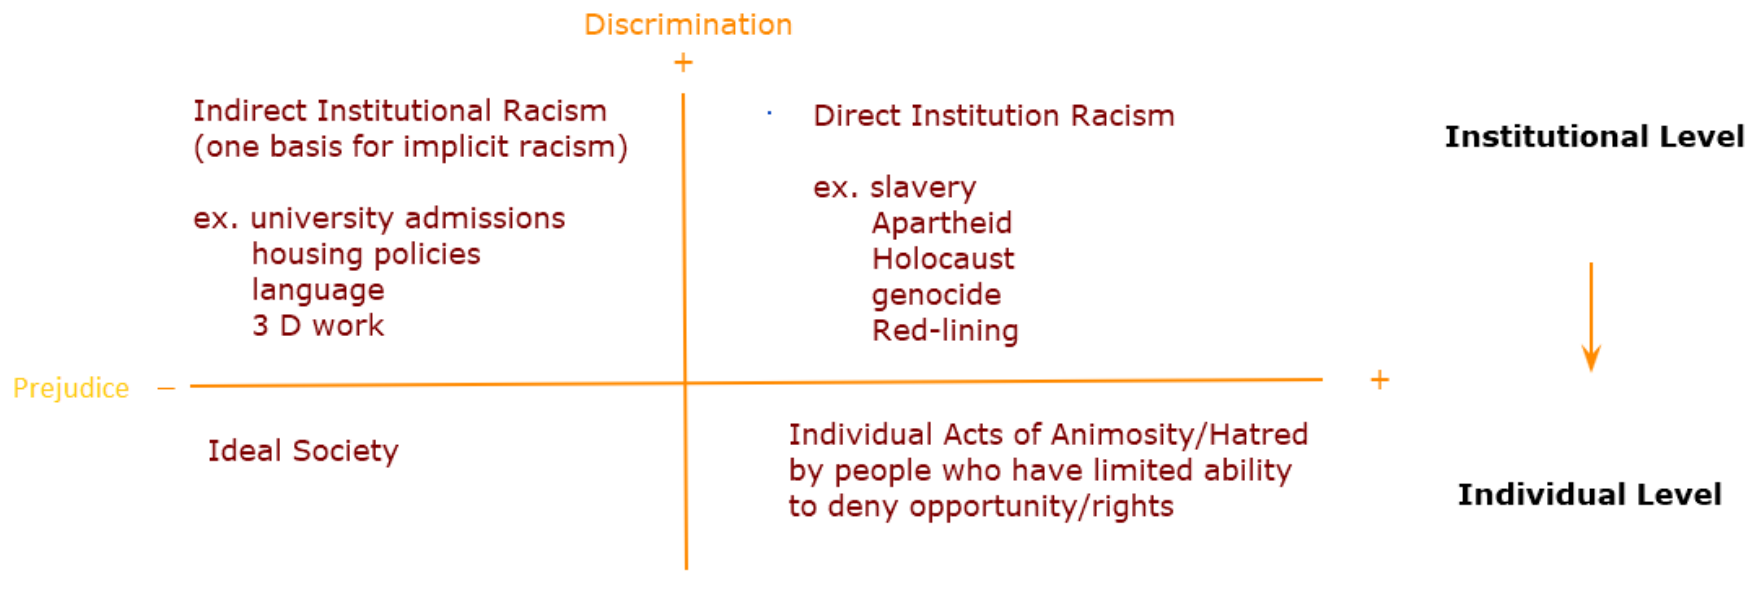 Discrimination
+
Indirect Institutional Racism
(one basis for implicit racism)
ex. university admissions
housing policies
language
3 D work
Direct Institution Racism
ex. slavery
Apartheid
Holocaust
genocide
Red-lining
Institutional Level
Prejudice –
+
Ideal Society
Individual Acts of Animosity/Hatred
by people who have limited ability
to deny opportunity/rights
Individual Level